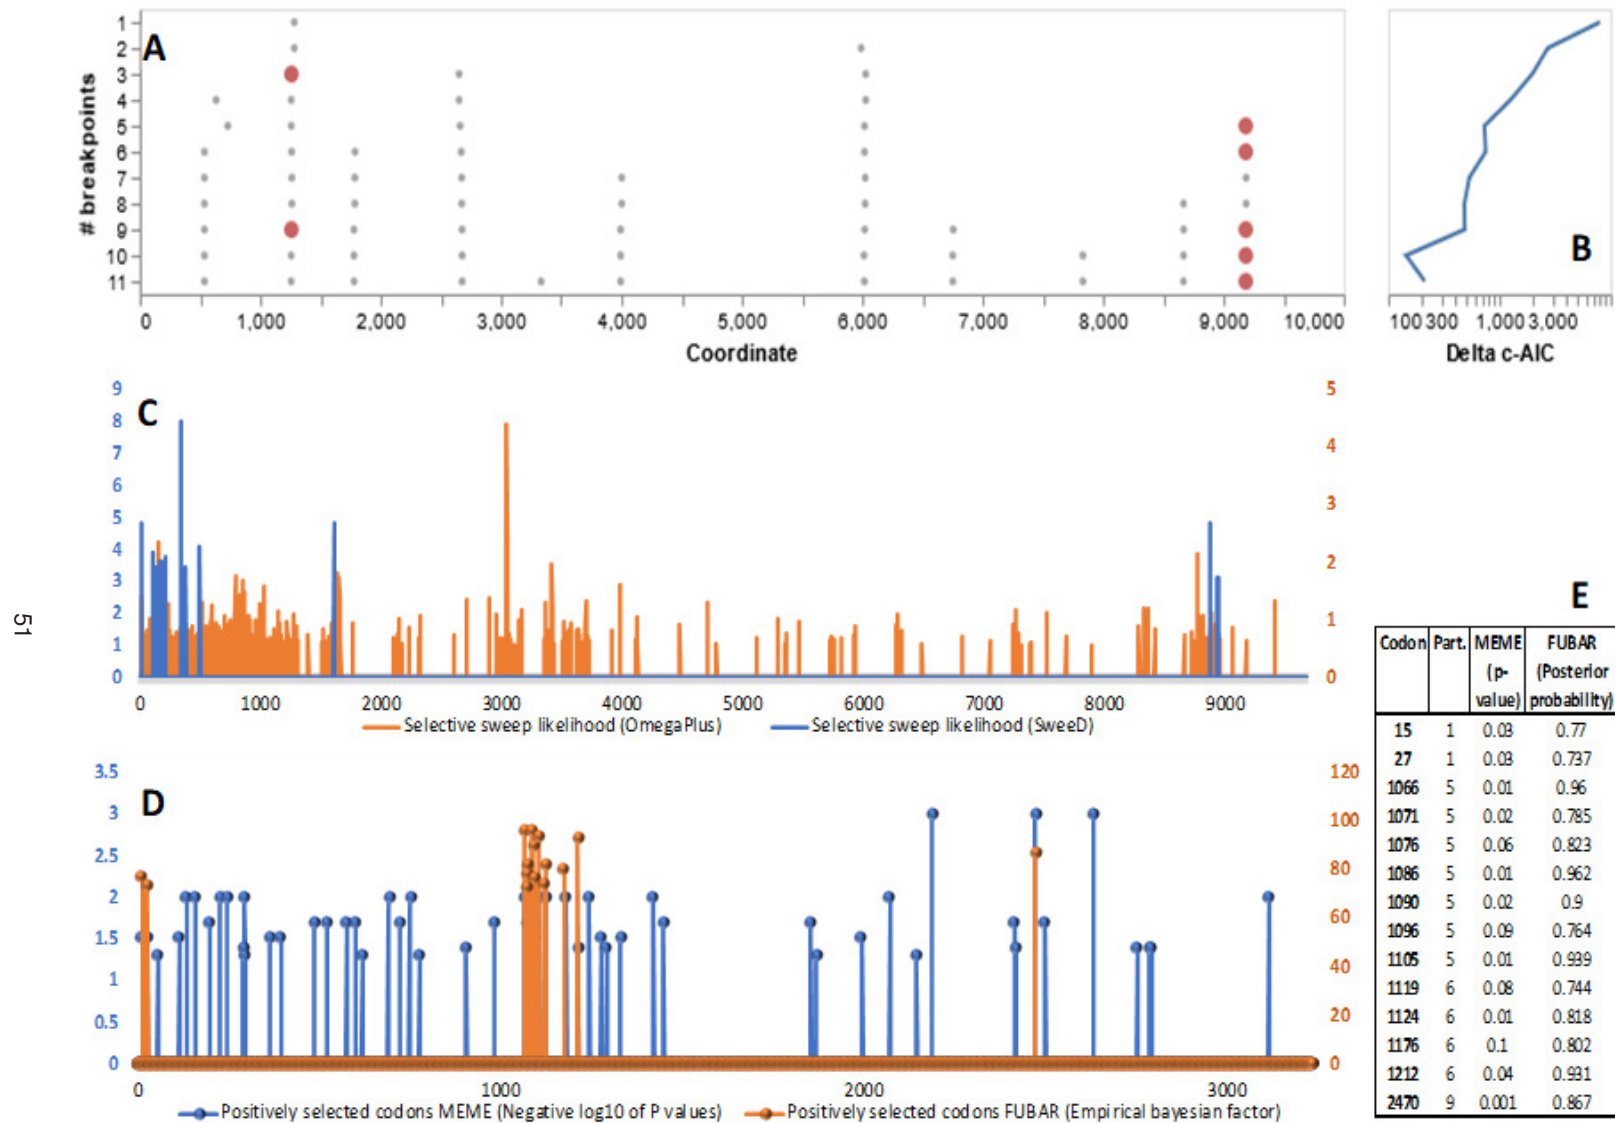 A
1
2
3
4
5
6
7
8
9
10
11
# breakpoints
0 1,000 2,000 3,000 4,000 5,000 6,000 7,000 8,000 9,000 10,000
Coordinate
B
100 300 1,000 3,000
Delta c-AIC
C
9
8
7
6
5
4
3
2
1
0
5
4
3
2
1
0
0 1000 2000 3000 4000 5000 6000 7000 8000 9000
Selective sweep likelihood (OmegaPlus) Selective sweep likelihood (SweeD)
51
D
3.5
3
2.5
2
1.5
1
0.5
0
120
100
80
60
40
20
0
0 1000 2000 3000
Positively selected codons MEME (Negative log10 of P values) Positively selected codons FUBAR (Empirical bayesian factor)
E
Codon Part. MEME FUBAR
(p- (Posterior
value) probability)
15 1 0.03 0.77
27 1 0.03 0.737
1066 5 0.01 0.96
1071 5 0.02 0.785
1076 5 0.06 0.823
1086 5 0.01 0.962
1090 5 0.02 0.9
1096 5 0.09 0.764
1105 5 0.01 0.939
1119 6 0.08 0.744
1124 6 0.01 0.818
1176 6 0.1 0.802
1212 6 0.04 0.931
2470 9 0.001 0.867